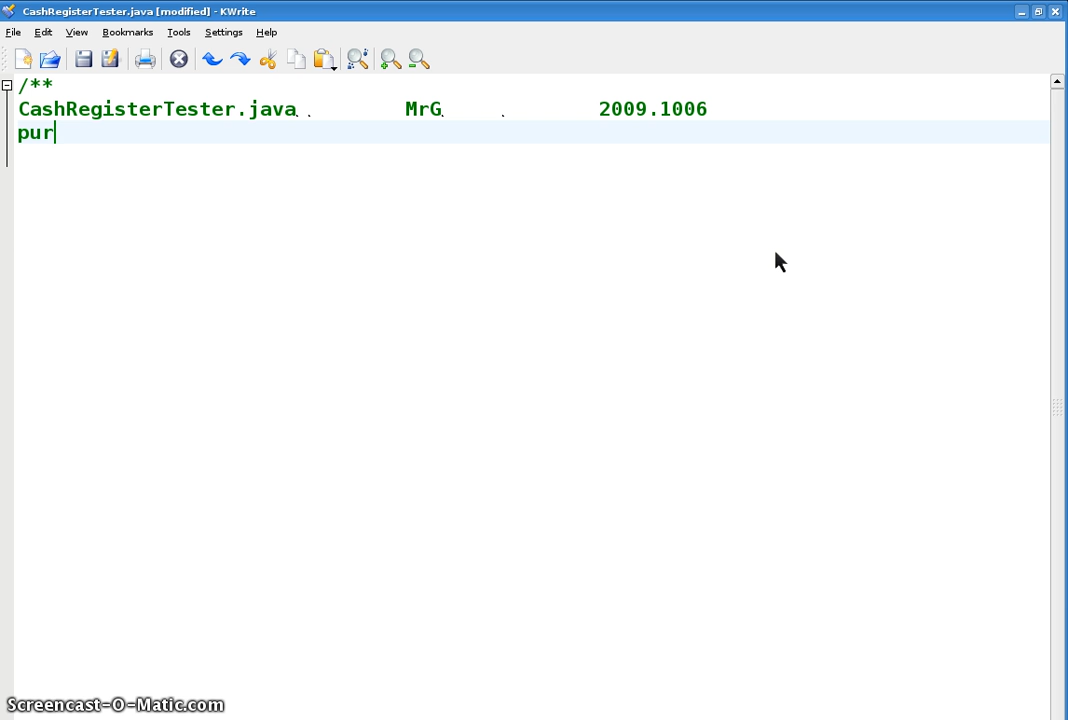 CashRegisterTester.java [modified] - KWrite
File Edit View Bookmarks Tools Settings Help
/**
CashRegisterTester.java MrG 2009.1006
pur
Screencast-O-Matic.com